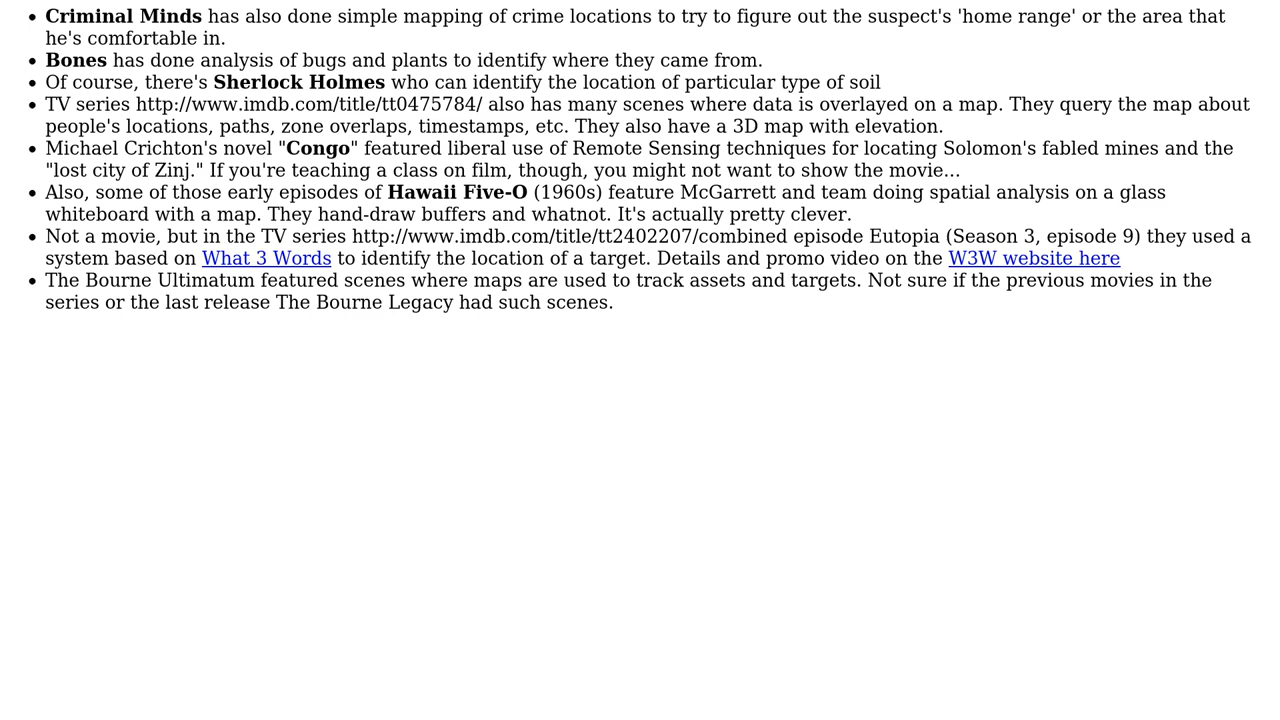 Criminal Minds has also done simple mapping of crime locations to try to figure out the suspect's 'home range' or the area that
he's comfortable in.
Bones has done analysis of bugs and plants to identify where they came from.
Of course, there's Sherlock Holmes who can identify the location of particular type of soil
TV series http://www.imdb.com/title/tt0475784/ also has many scenes where data is overlayed on a map. They query the map about
people's locations, paths, zone overlaps, timestamps, etc. They also have a 3D map with elevation.
Michael Crichton's novel "Congo" featured liberal use of Remote Sensing techniques for locating Solomon's fabled mines and the
"lost city of Zinj." If you're teaching a class on film, though, you might not want to show the movie...
Also, some of those early episodes of Hawaii Five-O (1960s) feature McGarrett and team doing spatial analysis on a glass
whiteboard with a map. They hand-draw buffers and whatnot. It's actually pretty clever.
Not a movie, but in the TV series http://www.imdb.com/title/tt2402207/combined episode Eutopia (Season 3, episode 9) they used a
system based on What 3 Words to identify the location of a target. Details and promo video on the W3W website here
The Bourne Ultimatum featured scenes where maps are used to track assets and targets. Not sure if the previous movies in the
series or the last release The Bourne Legacy had such scenes.